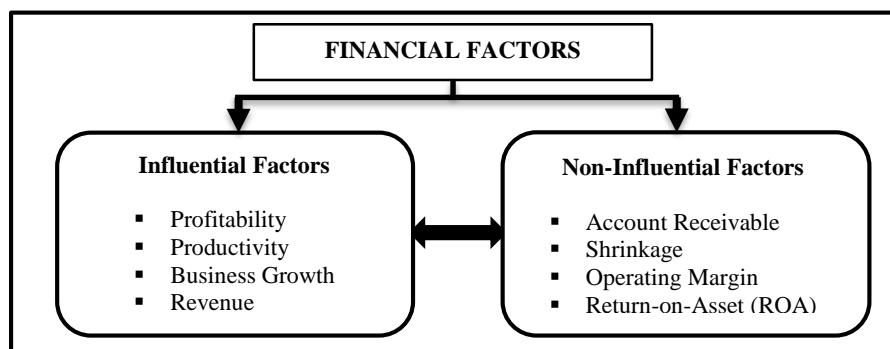 FINANCIAL FACTORS
Influential Factors
▪ Profitability
▪ Productivity
▪ Business Growth
▪ Revenue
Non-Influential Factors
▪ Account Receivable
▪ Shrinkage
▪ Operating Margin
▪ Return-on-Asset (ROA)